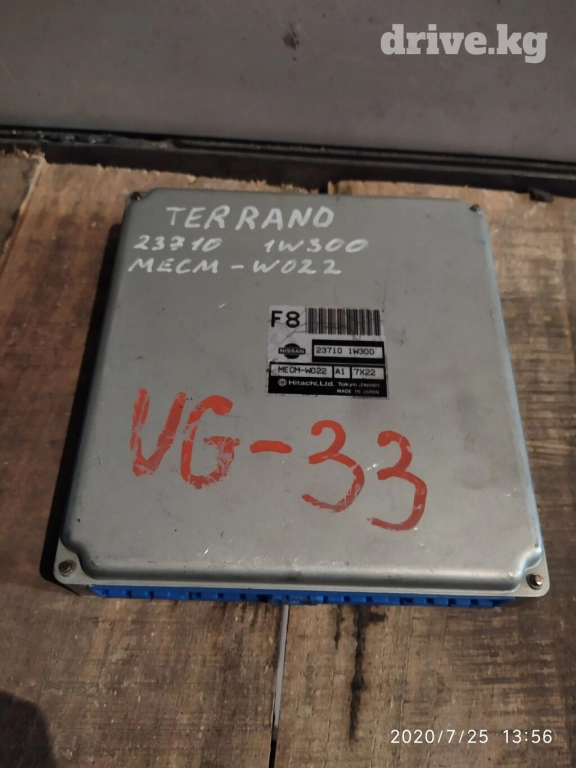 drive.kg
TERRANO
23710 1W300
MECM-W022
F8
NISSAN
23710 1W300
MECM-W022 A1 7X22
Hitachi, Ltd. Tokyo Japan
MADE IN JAPAN
VG-33
2020/7/25 13:56